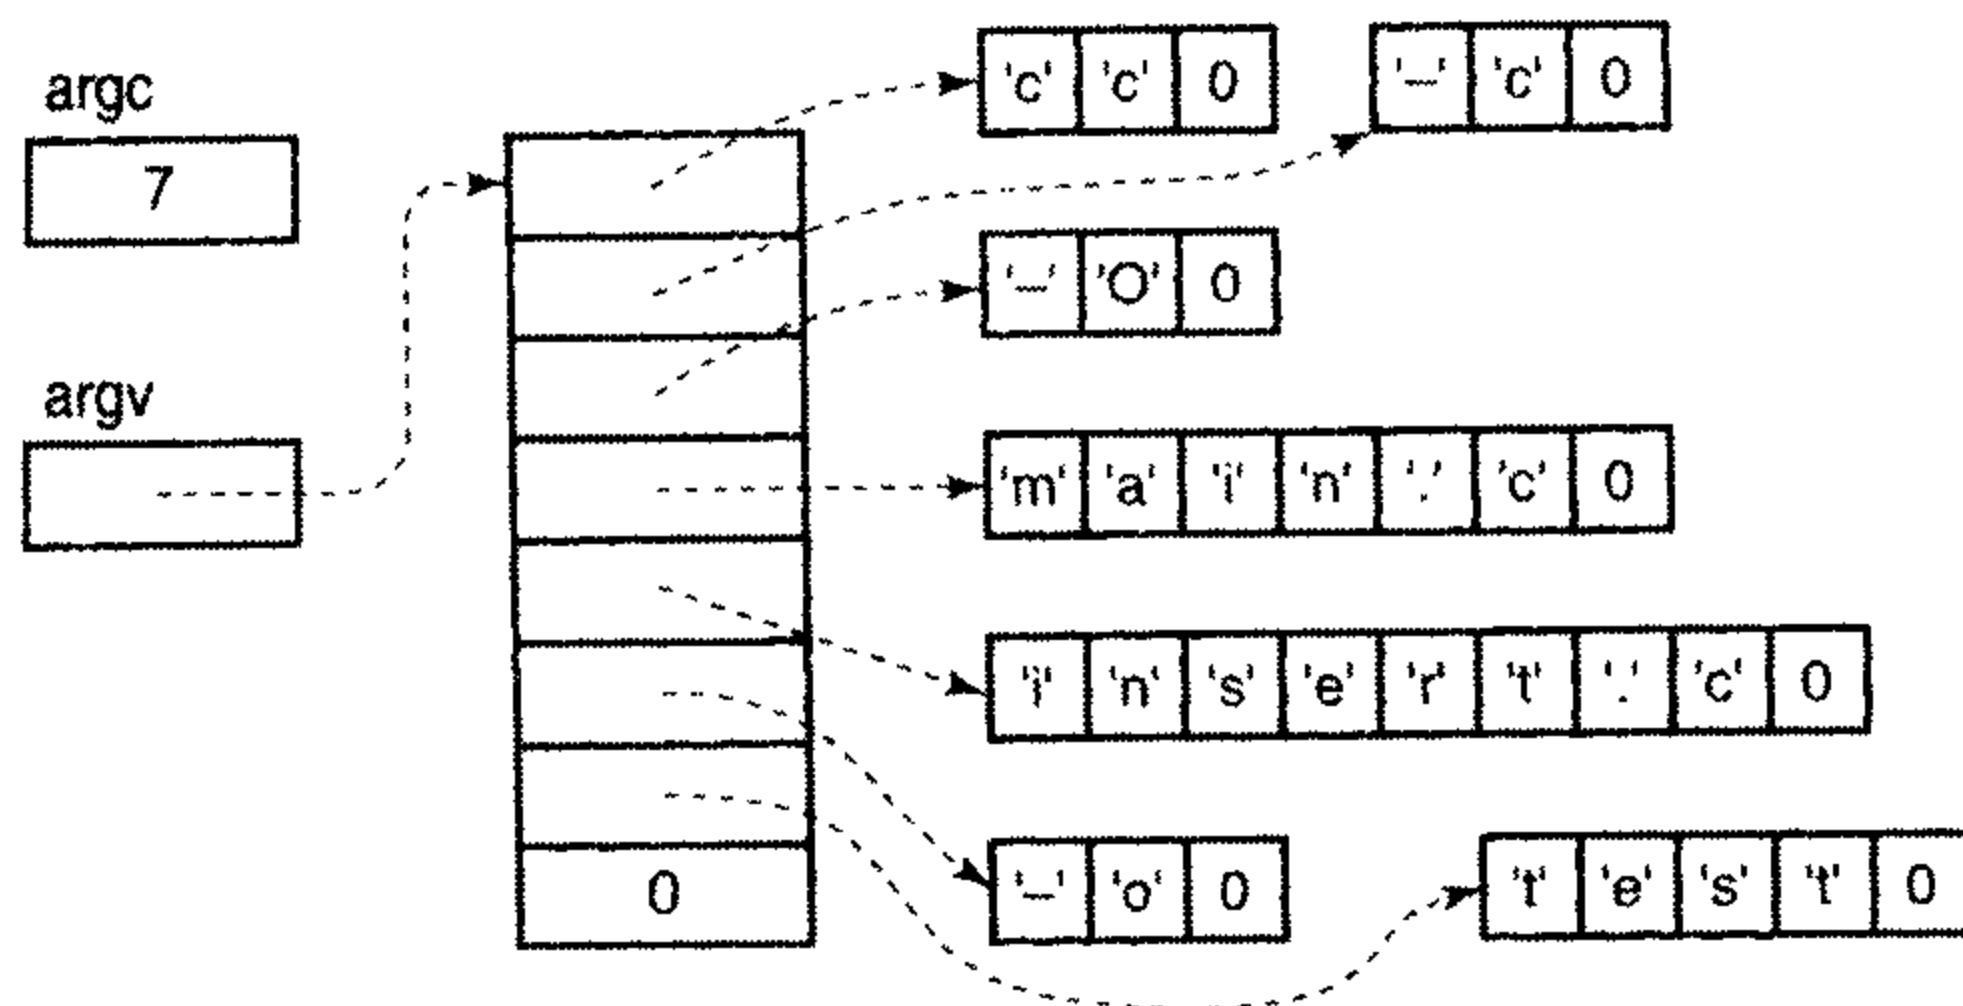 argc
7
argv
0
'c' 'c' 0
'–' 'c' 0
'–' 'O' 0
'm' 'a' 'i' 'n' '.' 'c' 0
'i' 'n' 's' 'e' 'r' 't' '.' 'c' 0
'–' 'o' 0
't' 'e' 's' 't' 0